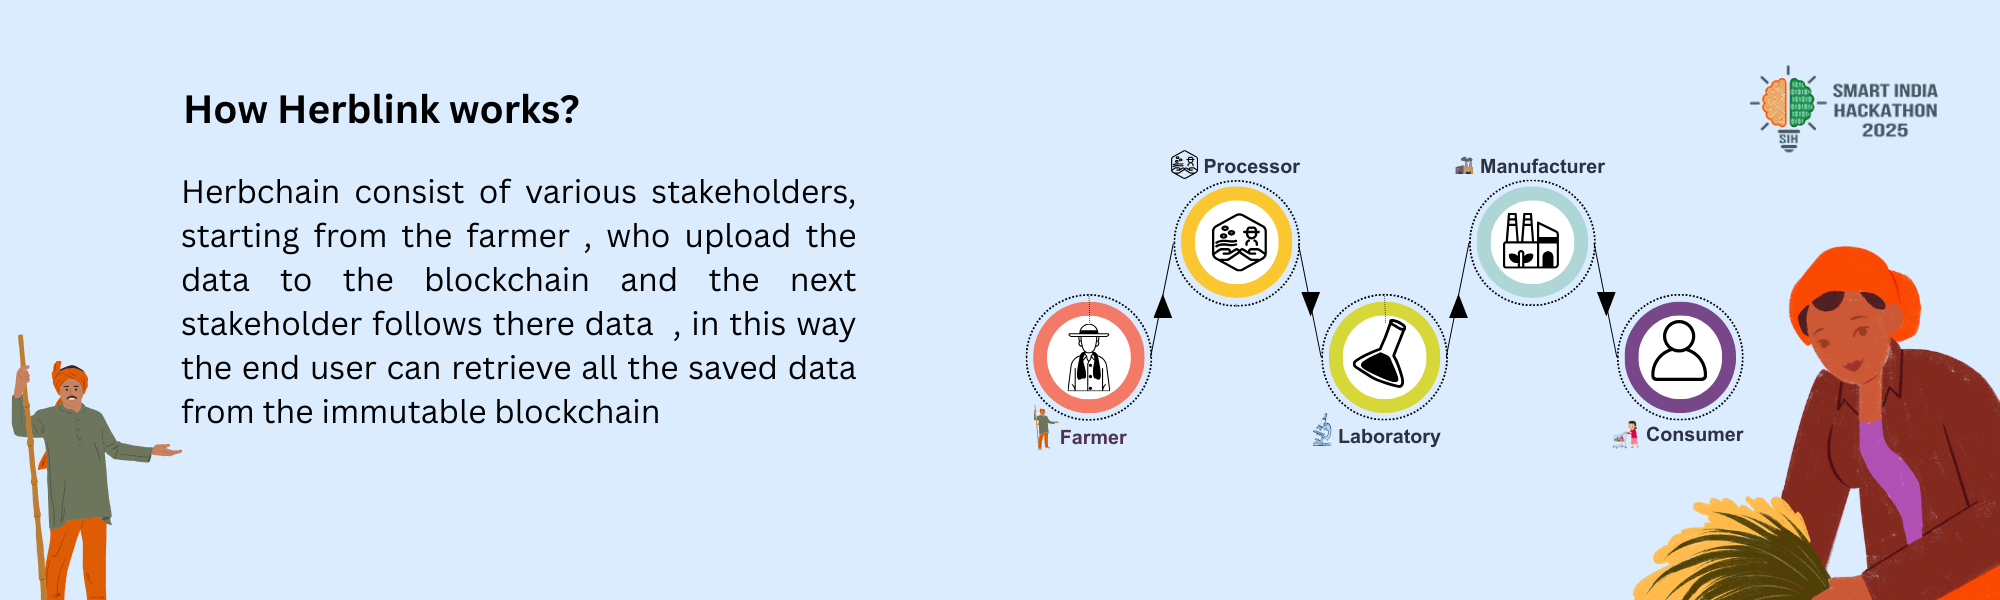 How Herblink works?
Herbchain consist of various stakeholders,
starting from the farmer , who upload the
data to the blockchain and the next
stakeholder follows there data , in this way
the end user can retrieve all the saved data
from the immutable blockchain
Processor
Manufacturer
Farmer
Laboratory
Consumer
SIH
SMART INDIA
HACKATHON
2025